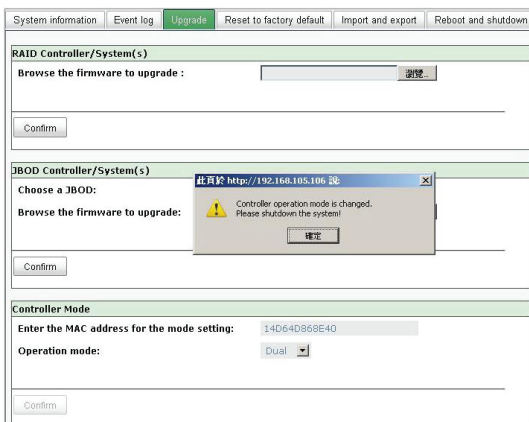 System information Event log Upgrade Reset to factory default Import and export Reboot and shutdown
RAID Controller/System(s)
Browse the firmware to upgrade : 瀏覽...
Confirm
JBOD Controller/System(s)
Choose a JBOD:
Browse the firmware to upgrade:
此頁於 http://192.168.105.106 說:
Controller operation mode is changed.
Please shutdown the system!
確定
Confirm
Controller Mode
Enter the MAC address for the mode setting: 14D64D868E40
Operation mode: Dual
Confirm